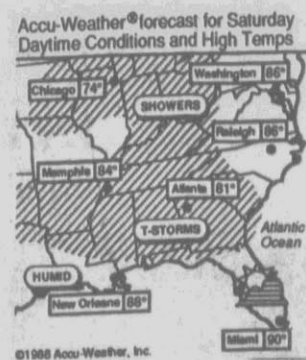 Accu-Weather® forecast for Saturday
Daytime Conditions and High Temps
Washington 86°
Chicago 74°
SHOWERS
Raleigh 86°
Memphis 84°
Atlanta 81°
T-STORMS
Atlantic
Ocean
HUMID
New Orleans 88°
Miami 90°
©1988 Accu-Weather, Inc.